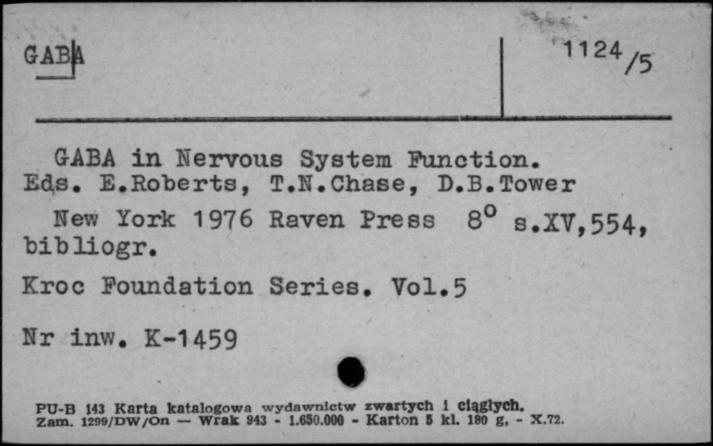 GABA
1124/5
GABA in Nervous System Function.
Eds. E.Roberts, T.N.Chase, D.B.Tower
New York 1976 Raven Press 8° s.XV,554,
bibliogr.
Kroc Foundation Series. Vol.5
Nr inw. K-1459
PU-B 143 Karta katalogowa wydawnictw zwartych i ciągłych.
Zam. 1299/DW/On — Wrak 943 - 1.650.000 - Karton 5 kl. 180 g. - X.72.